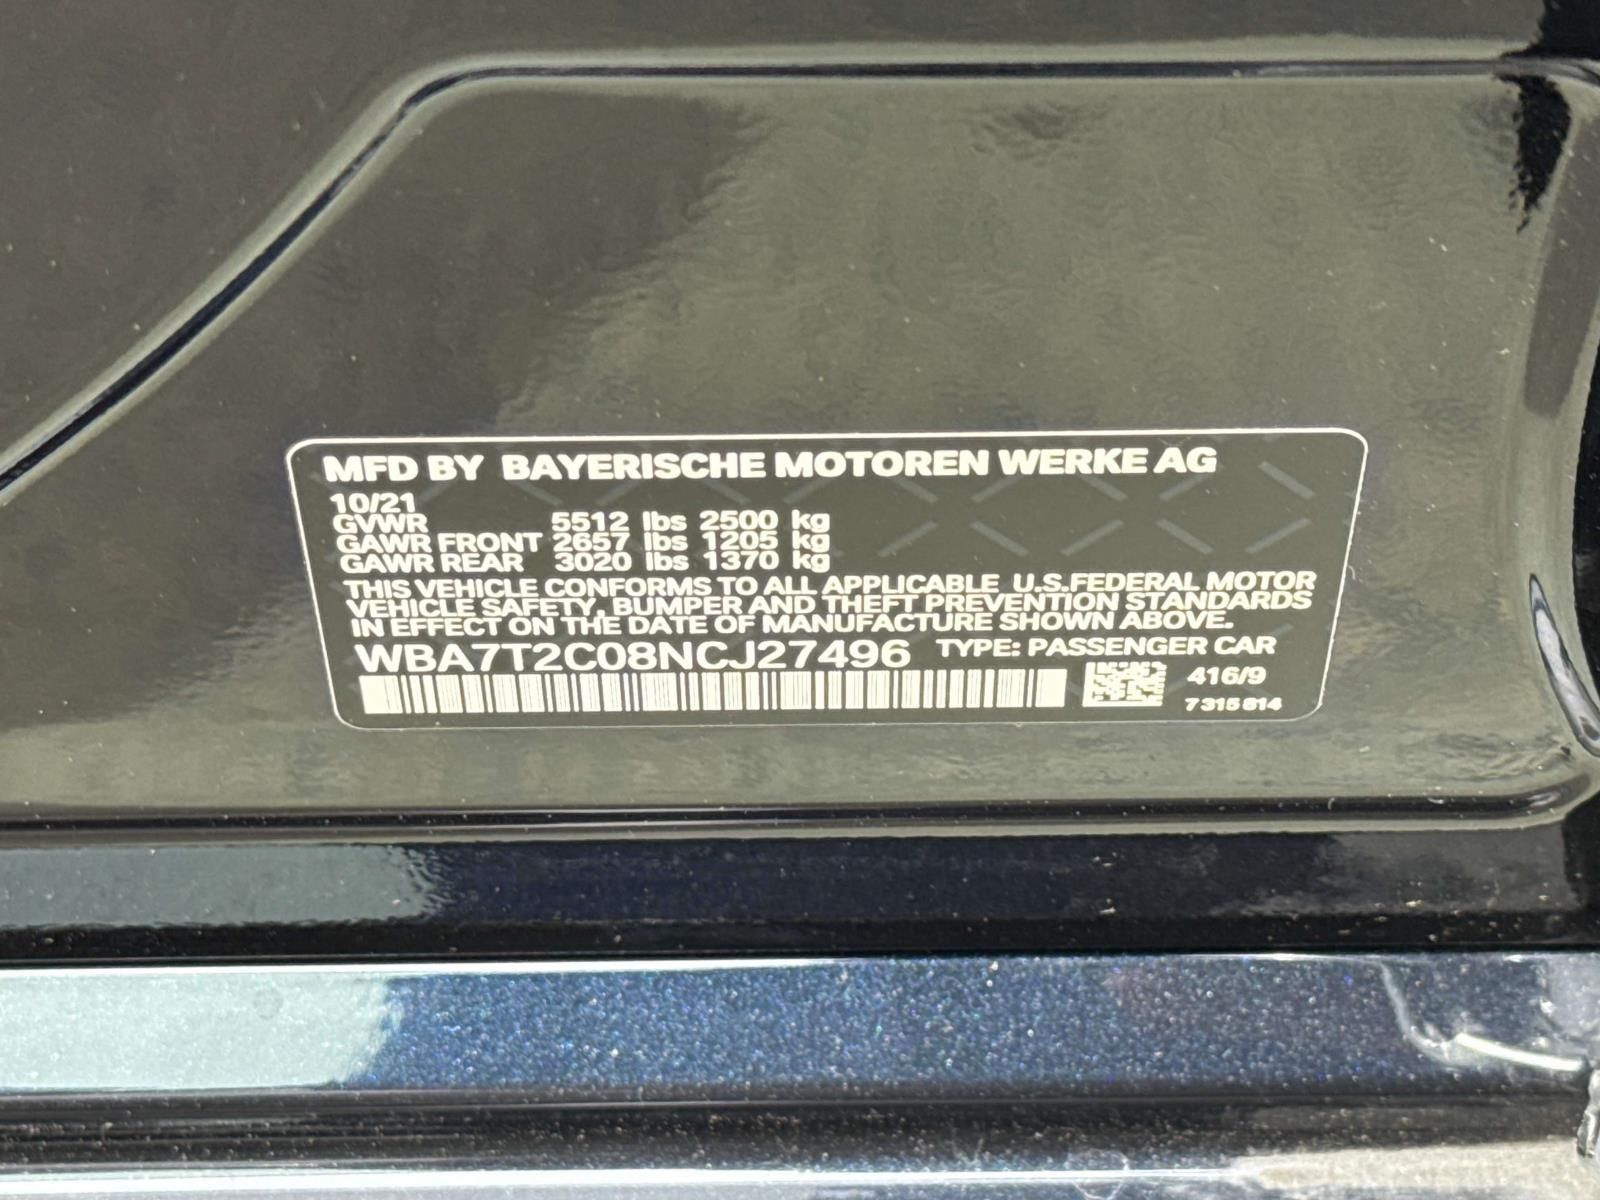 MFD BY BAYERISCHE MOTOREN WERKE AG
10/21
GVWR 5512 lbs 2500 kg
GAWR FRONT 2657 lbs 1205 kg
GAWR REAR 3020 lbs 1370 kg
THIS VEHICLE CONFORMS TO ALL APPLICABLE U.S.FEDERAL MOTOR
VEHICLE SAFETY, BUMPER AND THEFT PREVENTION STANDARDS
IN EFFECT ON THE DATE OF MANUFACTURE SHOWN ABOVE.
WBA7T2C08NCJ27496 TYPE: PASSENGER CAR
416/9
7 315 614